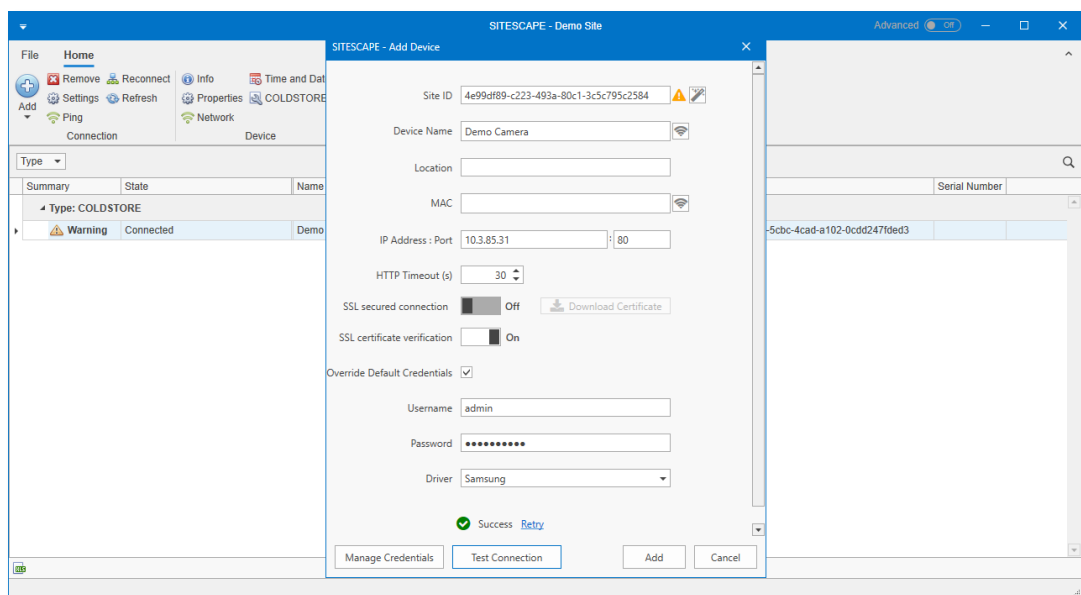 SITESCAPE - Demo Site
Advanced Off
File Home
SITESCAPE - Add Device
Add
Remove Reconnect
Settings Refresh
Ping
Connection
Info Time and Dat
Properties COLDSTORE
Network
Device
Type
Summary State Name Serial Number
Type: COLDSTORE
Warning Connected Demo -5cbc-4cad-a102-0cdd247fded3
Site ID 4e99df89-c223-493a-80c1-3c5c795c2584
Device Name Demo Camera
Location
MAC
IP Address : Port 10.3.85.31 : 80
HTTP Timeout (s) 30
SSL secured connection Off Download Certificate
SSL certificate verification On
Override Default Credentials
Username admin
Password ••••••••••
Driver Samsung
Success Retry
Manage Credentials Test Connection Add Cancel